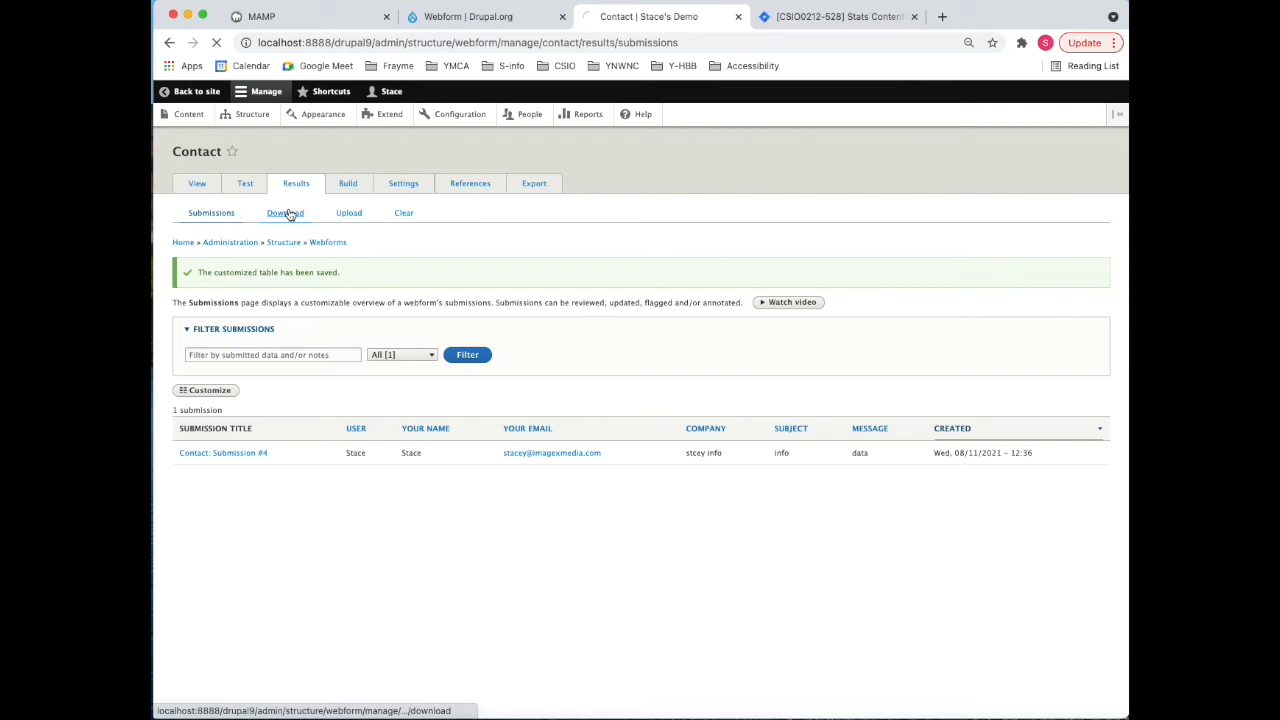 MAMP
Webform | Drupal.org
Contact | Stace's Demo
[CSIO0212-528] Stats Content
localhost:8888/drupal9/admin/structure/webform/manage/contact/results/submissions
S
Update
Apps
Calendar
Google Meet
Frayme
YMCA
S-info
CSIO
YNWNC
Y-HBB
Accessibility
Reading List
Back to site
Manage
Shortcuts
Stace
Content
Structure
Appearance
Extend
Configuration
People
Reports
Help
Contact
View
Test
Results
Build
Settings
References
Export
Submissions
Download
Upload
Clear
Home » Administration » Structure » Webforms
The customized table has been saved.
The Submissions page displays a customizable overview of a webform's submissions. Submissions can be reviewed, updated, flagged and/or annotated.
Watch video
FILTER SUBMISSIONS
Filter by submitted data and/or notes
All [1]
Filter
Customize
1 submission
SUBMISSION TITLE USER YOUR NAME YOUR EMAIL COMPANY SUBJECT MESSAGE CREATED
Contact: Submission #4 Stace Stace stacey@imagexmedia.com stcey info info data Wed, 08/11/2021 - 12:36
localhost:8888/drupal9/admin/structure/webform/manage/.../download